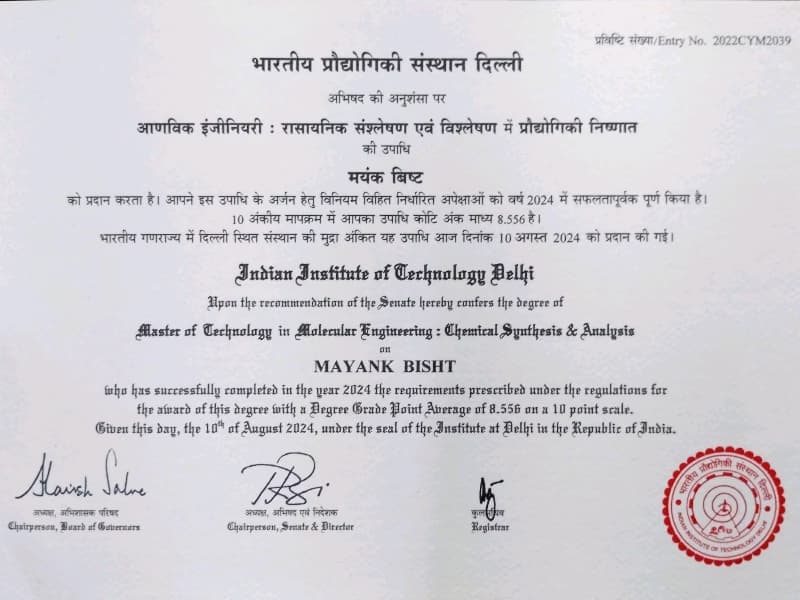 प्रविष्टि संख्या/Entry No. 2022CYM2039
भारतीय प्रौद्योगिकी संस्थान दिल्ली
अभिषद की अनुशंसा पर
आणविक इंजीनियरी : रासायनिक संश्लेषण एवं विश्लेषण में प्रौद्योगिकी निष्णात
की उपाधि
मयंक बिष्ट
को प्रदान करता है। आपने इस उपाधि के अर्जन हेतु विनियम विहित निर्धारित अपेक्षाओं को वर्ष 2024 में सफलतापूर्वक पूर्ण किया है।
10 अंकीय मापक्रम में आपका उपाधि कोटि अंक माध्य 8.556 है।
भारतीय गणराज्य में दिल्ली स्थित संस्थान की मुद्रा अंकित यह उपाधि आज दिनांक 10 अगस्त 2024 को प्रदान की गई।
Indian Institute of Technology Delhi
Upon the recommendation of the Senate hereby confers the degree of
Master of Technology in Molecular Engineering : Chemical Synthesis & Analysis
on
MAYANK BISHT
who has successfully completed in the year 2024 the requirements prescribed under the regulations for
the award of this degree with a Degree Grade Point Average of 8.556 on a 10 point scale.
Given this day, the 10th of August 2024, under the seal of the Institute at Delhi in the Republic of India.
अध्यक्ष, अभिशासक परिषद
Chairperson, Board of Governors
अध्यक्ष, अभिषद एवं निदेशक
Chairperson, Senate & Director
कुलसचिव
Registrar
भारतीय प्रौद्योगिकी संस्थान दिल्ली
INDIAN INSTITUTE OF TECHNOLOGY DELHI